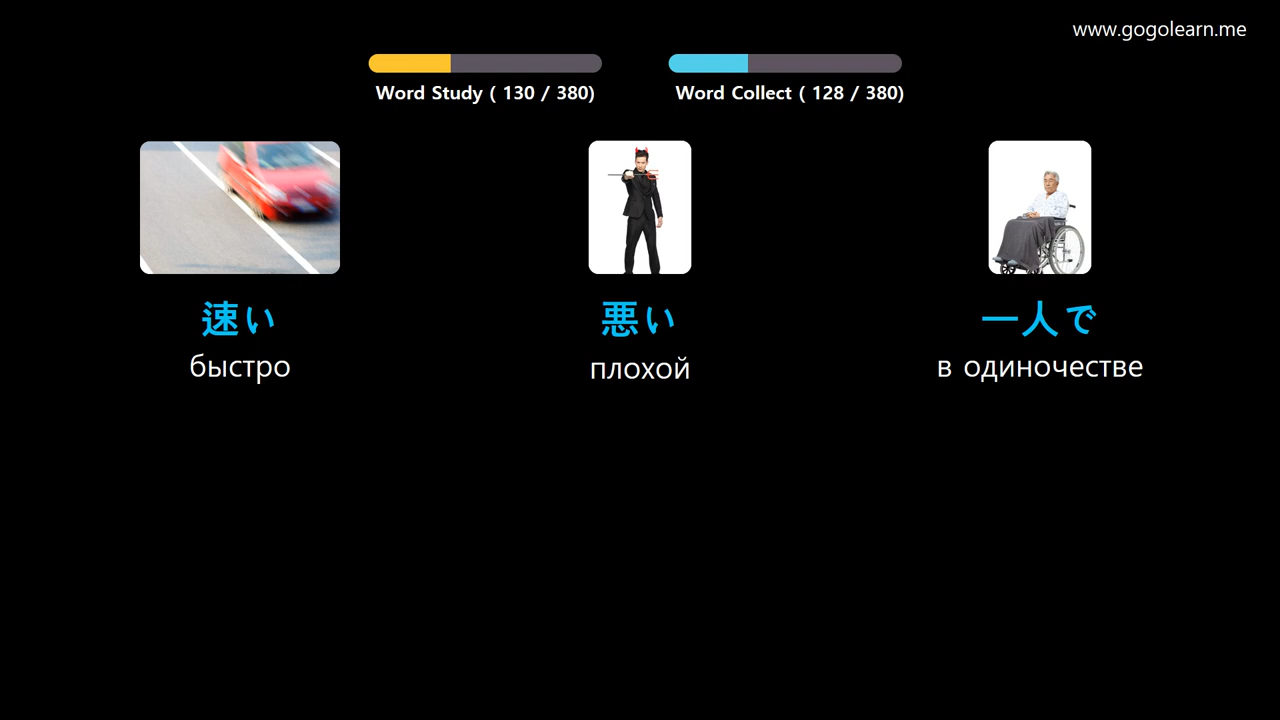 www.gogolearn.me
Word Study ( 130 / 380)
Word Collect ( 128 / 380)
速い
悪い
一人で
быстро
плохой
в одиночестве